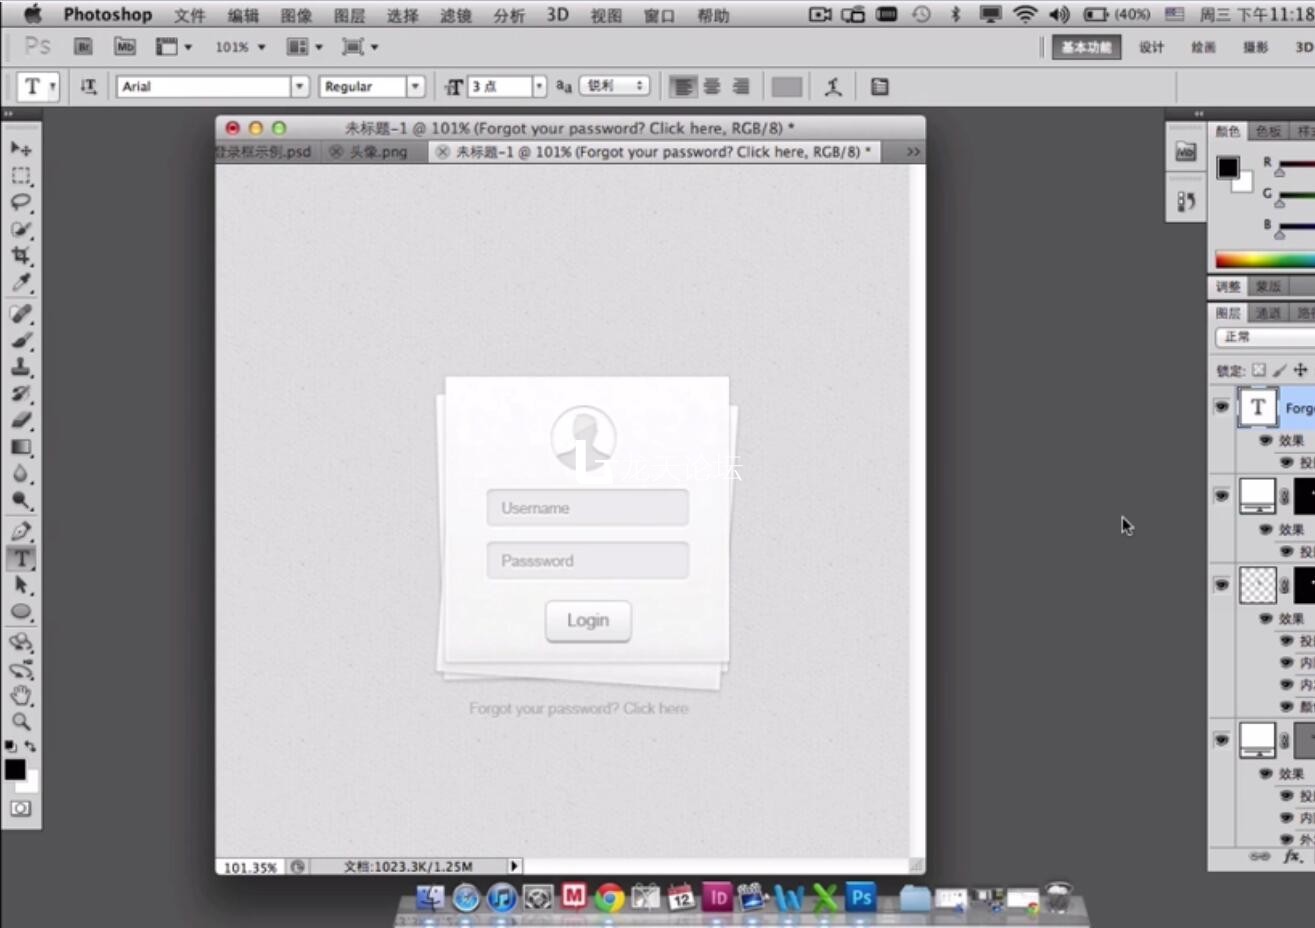 Photoshop 文件 编辑 图像 图层 选择 滤镜 分析 3D 视图 窗口 帮助 (40%) 周三 下午11:18
Ps Br Mb 101% 基本功能 设计 绘画 摄影 3D
T Arial Regular 3 点 锐利
未标题-1 @ 101% (Forgot your password? Click here, RGB/8) *
登录框示例.psd 头像.png 未标题-1 @ 101% (Forgot your password? Click here, RGB/8) * >>
颜色 色板 样式
R
G
B
调整 蒙版
图层 通道 路径
正常
锁定:
T Forgo
效果
投
效果
投
效果
投
内
内
颜
效果
投
内
外
fx.
Username
Passsword
Login
Forgot your password? Click here
101.35% 文档:1023.3K/1.25M
12 Id Ps